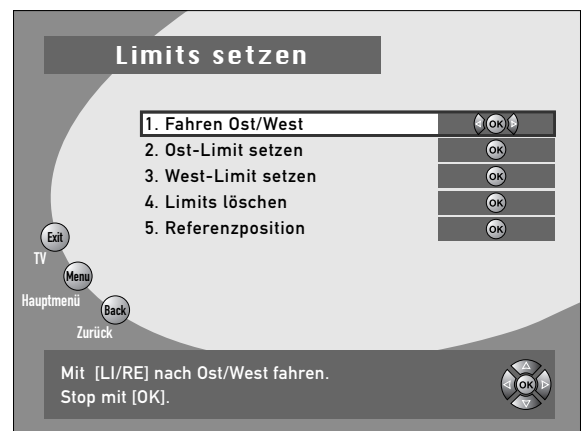 Limits setzen
1. Fahren Ost/West
OK
2. Ost-Limit setzen
OK
3. West-Limit setzen
OK
4. Limits löschen
OK
5. Referenzposition
OK
Exit
TV
Menu
Hauptmenü
Back
Zurück
Mit [LI/RE] nach Ost/West fahren.
Stop mit [OK].
OK